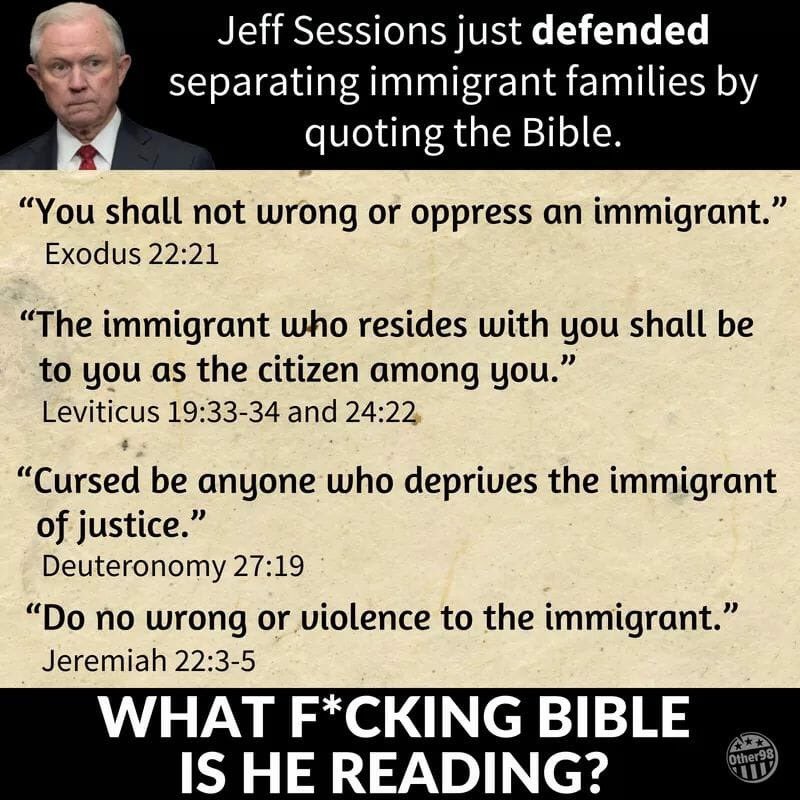 Jeff Sessions just defended
separating immigrant families by
quoting the Bible.
“You shall not wrong or oppress an immigrant.”
Exodus 22:21
“The immigrant who resides with you shall be
to you as the citizen among you.”
Leviticus 19:33-34 and 24:22
“Cursed be anyone who deprives the immigrant
of justice.”
Deuteronomy 27:19
“Do no wrong or violence to the immigrant.”
Jeremiah 22:3-5
WHAT F*CKING BIBLE
IS HE READING?
Other98